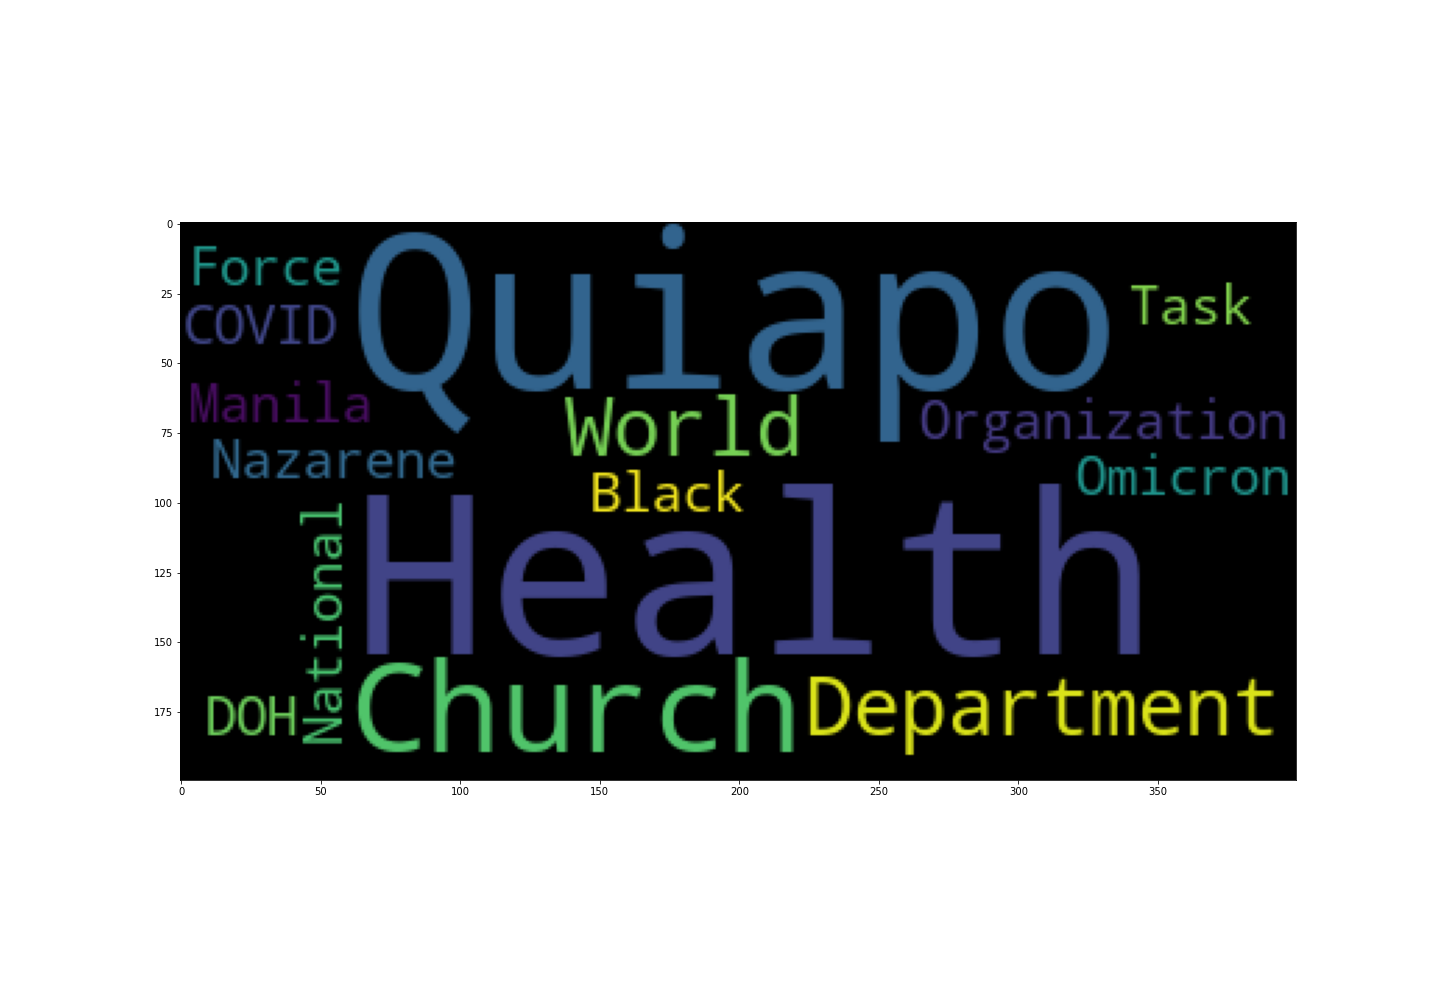 0
25
50
75
100
125
150
175
Force
COVID
Manila
Nazarene
National
DOH
Quiapo
World
Black
Health
Church
Department
Task
Organization
Omicron
0 50 100 150 200 250 300 350